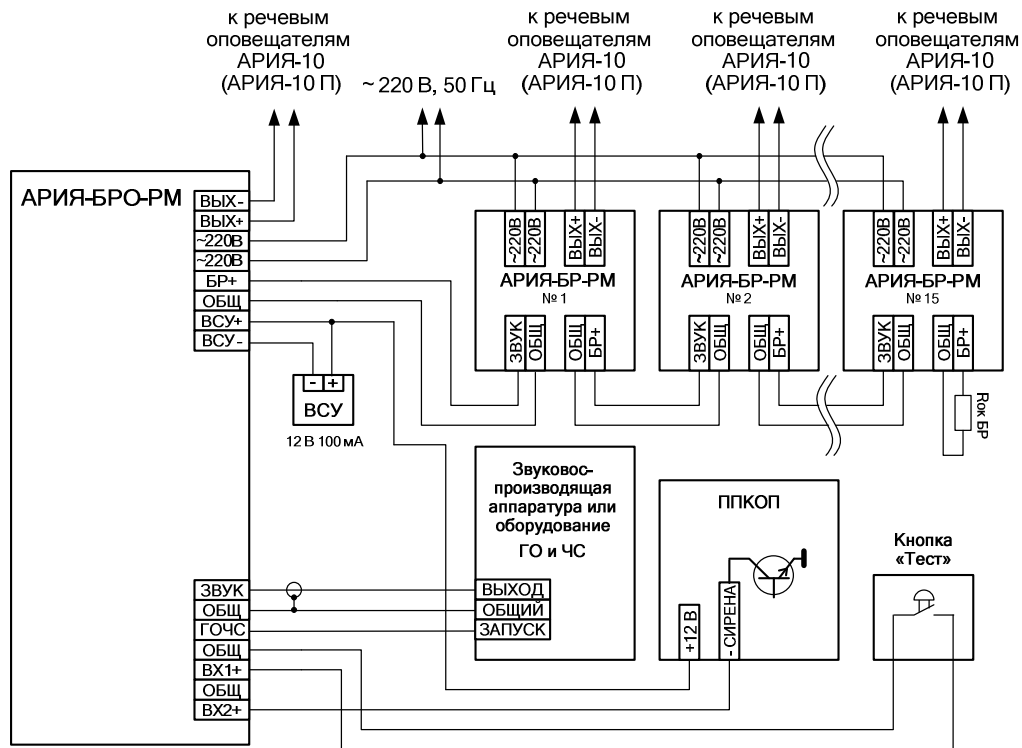 к речевым
оповещателям
АРИЯ-10
(АРИЯ-10 П)
~ 220 В, 50 Гц
к речевым
оповещателям
АРИЯ-10
(АРИЯ-10 П)
к речевым
оповещателям
АРИЯ-10
(АРИЯ-10 П)
к речевым
оповещателям
АРИЯ-10
(АРИЯ-10 П)
АРИЯ-БРО-РМ
ВЫХ-
ВЫХ+
~220В
~220В
БР+
ОБЩ
ВСУ+
ВСУ-
- +
ВСУ
12 В 100 мА
~220В
~220В
ВЫХ+
ВЫХ-
АРИЯ-БР-РМ
№ 1
ЗВУК
ОБЩ
ОБЩ
БР+
~220В
~220В
ВЫХ+
ВЫХ-
АРИЯ-БР-РМ
№ 2
ЗВУК
ОБЩ
ОБЩ
БР+
~220В
~220В
ВЫХ+
ВЫХ-
АРИЯ-БР-РМ
№ 15
ЗВУК
ОБЩ
ОБЩ
БР+
Rок БР
Звуковос-
производящая
аппаратура или
оборудование
ГО и ЧС
ВЫХОД
ОБЩИЙ
ЗАПУСК
ППКОП
+12 В
- СИРЕНА
Кнопка
«Тест»
ЗВУК
ОБЩ
ГОЧС
ОБЩ
ВХ1+
ОБЩ
ВХ2+